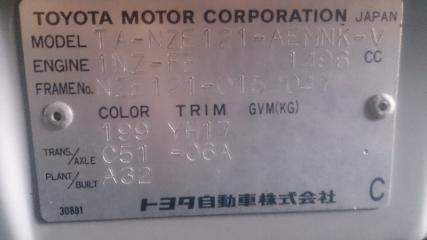 TOYOTA MOTOR CORPORATION JAPAN
MODEL TA-NZE121-AEMNK-V
ENGINE 1NZ-FE 1496 CC
FRAME No.
COLOR TRIM GVM(KG)
199 YH17
TRANS./AXLE C51 -06A
PLANT/BUILT A32
30881 トヨタ自動車株式会社 C